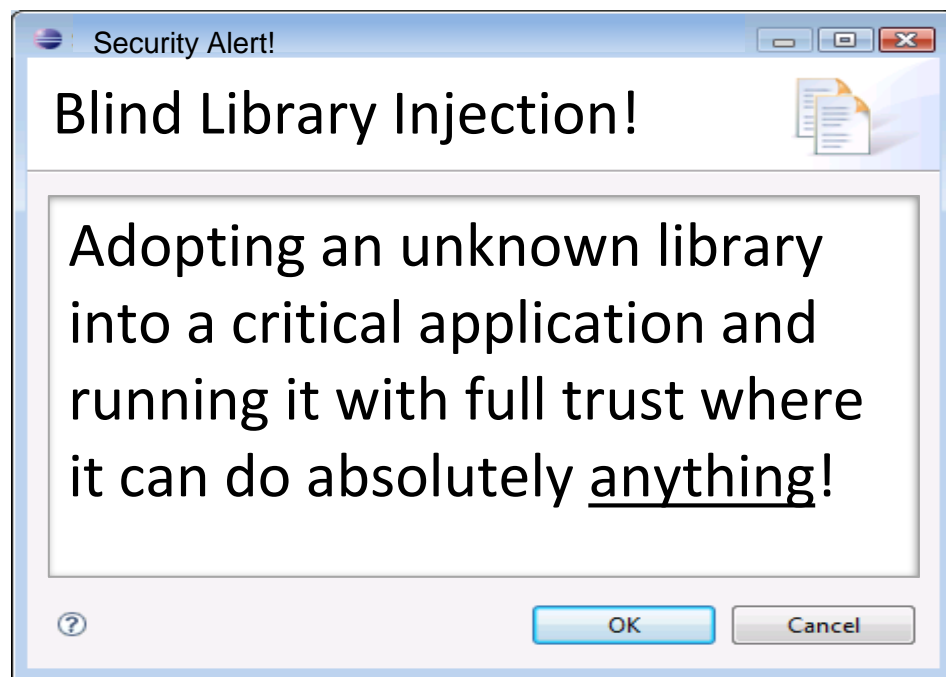 Security Alert!
Blind Library Injection!
Adopting an unknown library
into a critical application and
running it with full trust where
it can do absolutely anything!
?
OK
Cancel